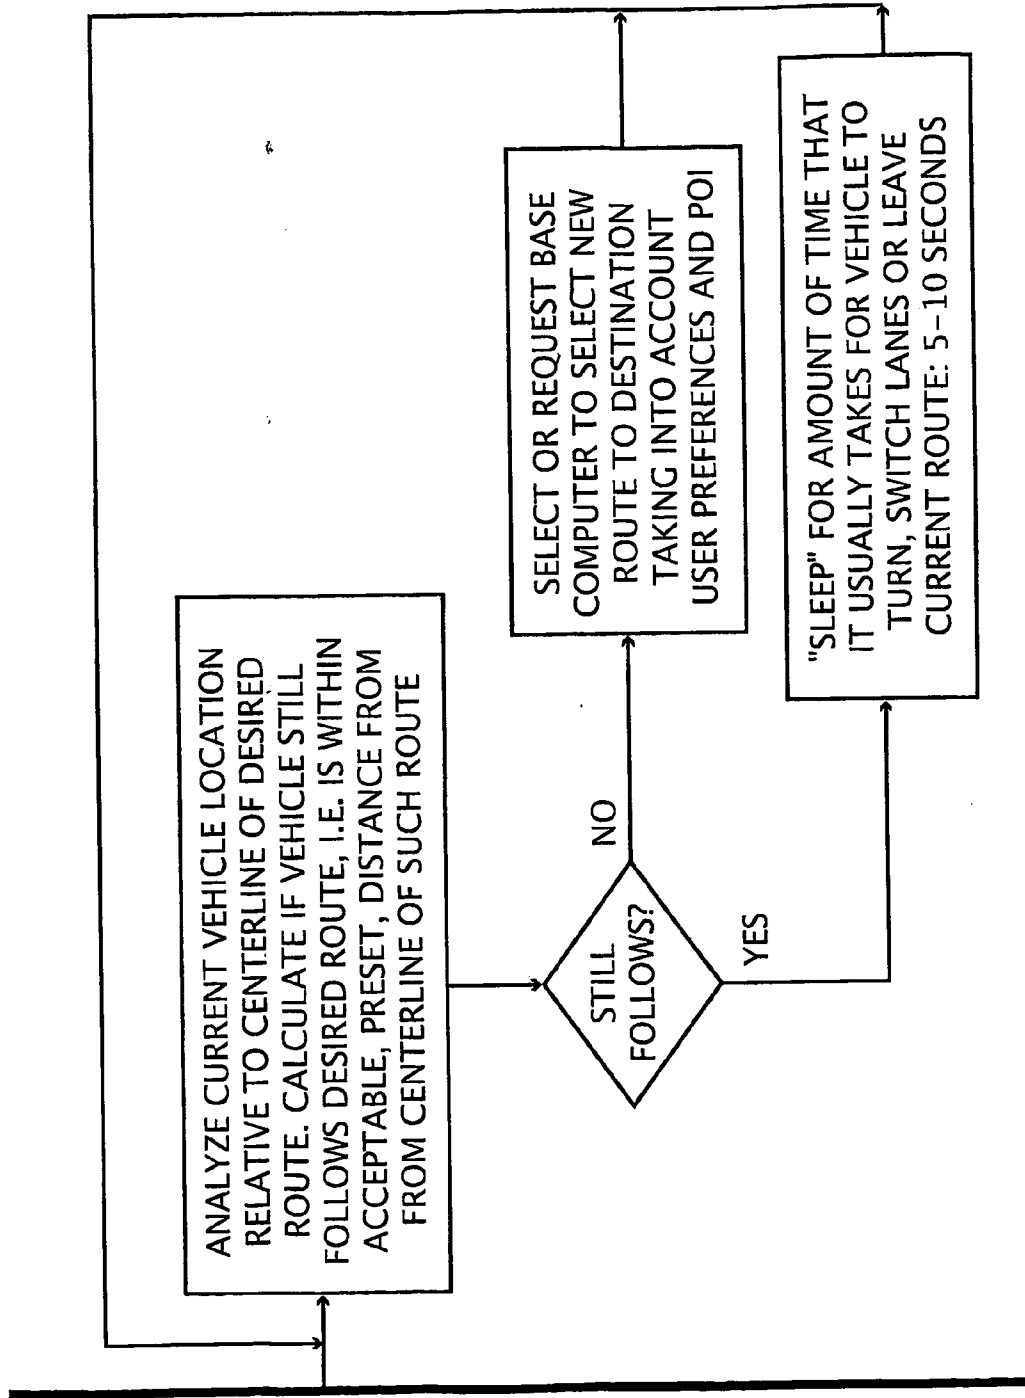 ANALYZE CURRENT VEHICLE LOCATION
RELATIVE TO CENTERLINE OF DESIRED
ROUTE. CALCULATE IF VEHICLE STILL
FOLLOWS DESIRED ROUTE, I.E. IS WITHIN
ACCEPTABLE, PRESET, DISTANCE FROM
FROM CENTERLINE OF SUCH ROUTE
STILL
FOLLOWS?
NO
YES
SELECT OR REQUEST BASE
COMPUTER TO SELECT NEW
ROUTE TO DESTINATION
TAKING INTO ACCOUNT
USER PREFERENCES AND POI
"SLEEP" FOR AMOUNT OF TIME THAT
IT USUALLY TAKES FOR VEHICLE TO
TURN, SWITCH LANES OR LEAVE
CURRENT ROUTE: 5-10 SECONDS